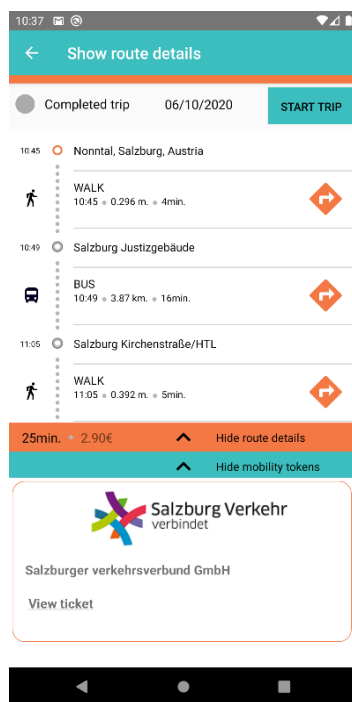 10:37
Show route details
Completed trip 06/10/2020 START TRIP
10:45 Nonntal, Salzburg, Austria
WALK
10:45 0.296 m. 4min.
10:49 Salzburg Justizgebäude
BUS
10:49 3.87 km. 16min.
11:05 Salzburg Kirchenstraße/HTL
WALK
11:05 0.392 m. 5min.
25min. 2.90€ Hide route details
Hide mobility tokens
Salzburg Verkehr
verbindet
Salzburger verkehrsverbund GmbH
View ticket